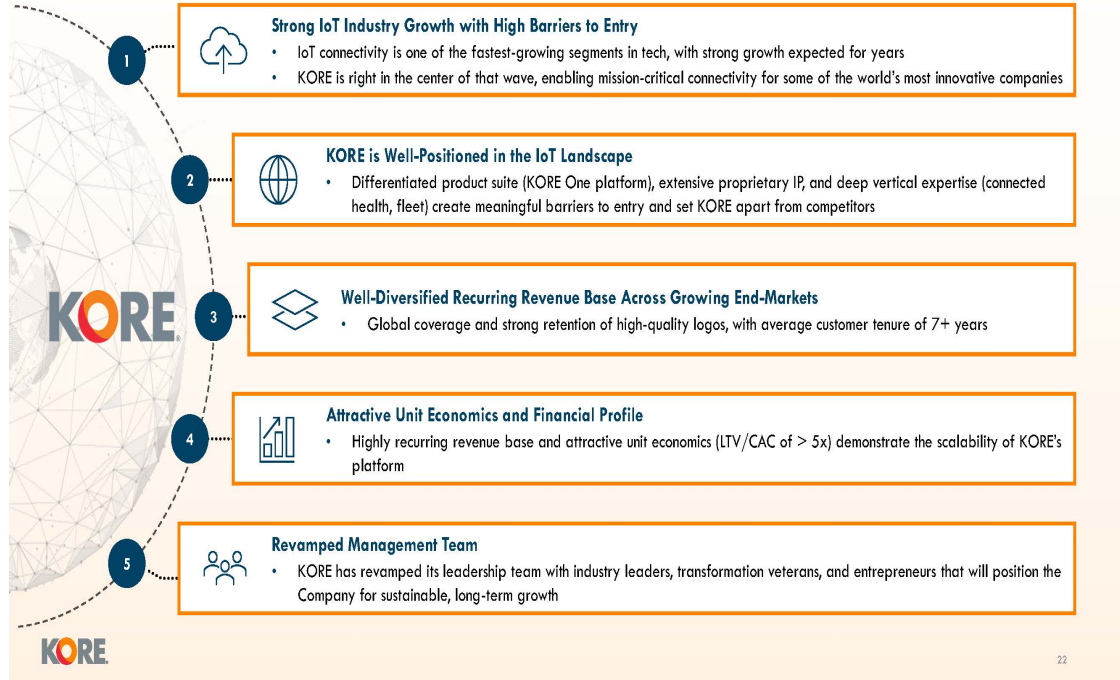 1
Strong IoT Industry Growth with High Barriers to Entry
• IoT connectivity is one of the fastest-growing segments in tech, with strong growth expected for years
• KORE is right in the center of that wave, enabling mission-critical connectivity for some of the world's most innovative companies
2
KORE is Well-Positioned in the IoT Landscape
• Differentiated product suite (KORE One platform), extensive proprietary IP, and deep vertical expertise (connected
health, fleet) create meaningful barriers to entry and set KORE apart from competitors
KORE
3
Well-Diversified Recurring Revenue Base Across Growing End-Markets
• Global coverage and strong retention of high-quality logos, with average customer tenure of 7+ years
4
Attractive Unit Economics and Financial Profile
• Highly recurring revenue base and attractive unit economics (LTV/CAC of > 5x) demonstrate the scalability of KORE's
platform
5
Revamped Management Team
• KORE has revamped its leadership team with industry leaders, transformation veterans, and entrepreneurs that will position the
Company for sustainable, long-term growth
KORE
22